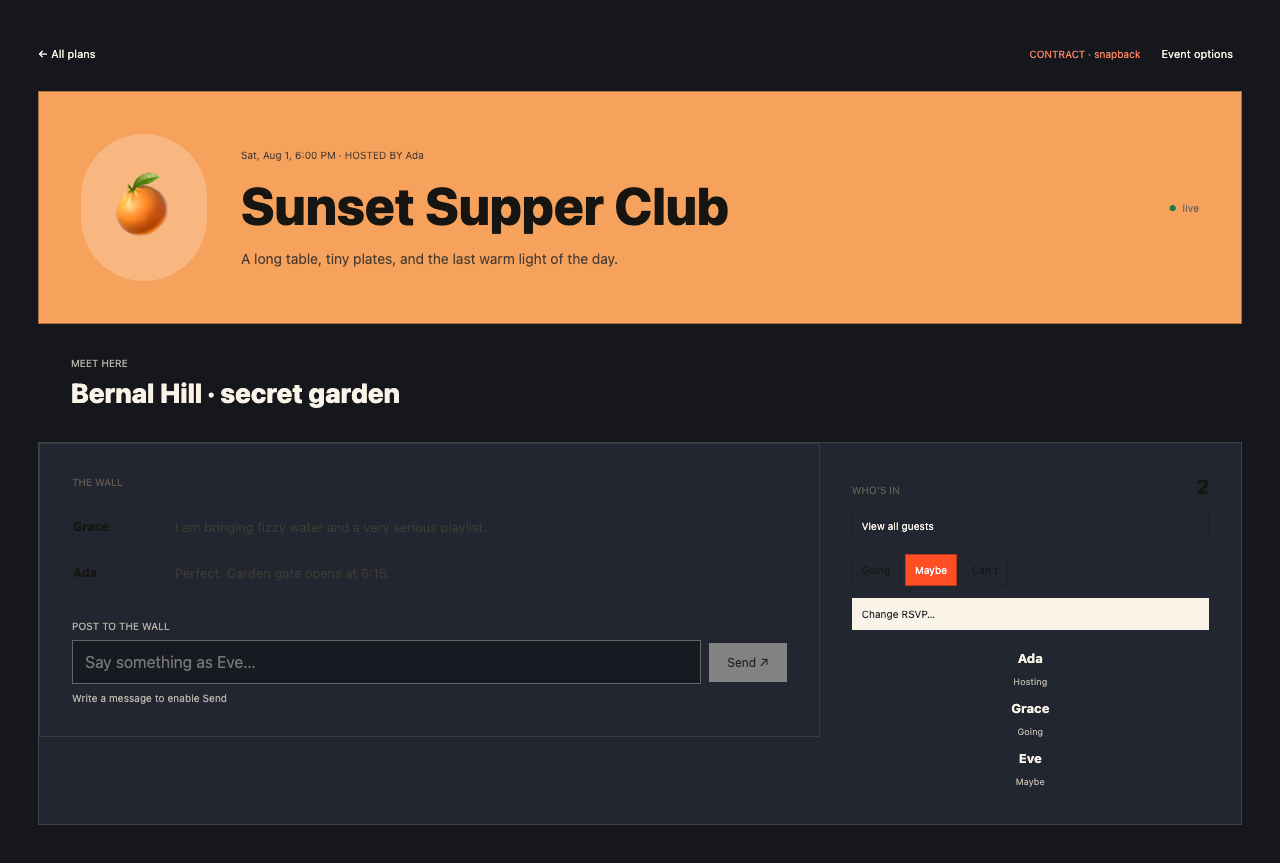 ← All plans
CONTRACT · snapback
Event options
Sat, Aug 1, 6:00 PM · HOSTED BY Ada
Sunset Supper Club
live
A long table, tiny plates, and the last warm light of the day.
MEET HERE
Bernal Hill · secret garden
THE WALL
Grace
I am bringing fizzy water and a very serious playlist.
Ada
Perfect. Garden gate opens at 6:15.
POST TO THE WALL
Say something as Eve...
Send ↗
Write a message to enable Send
WHO'S IN
2
View all guests
Going
Maybe
Can't
Change RSVP...
Ada
Hosting
Grace
Going
Eve
Maybe